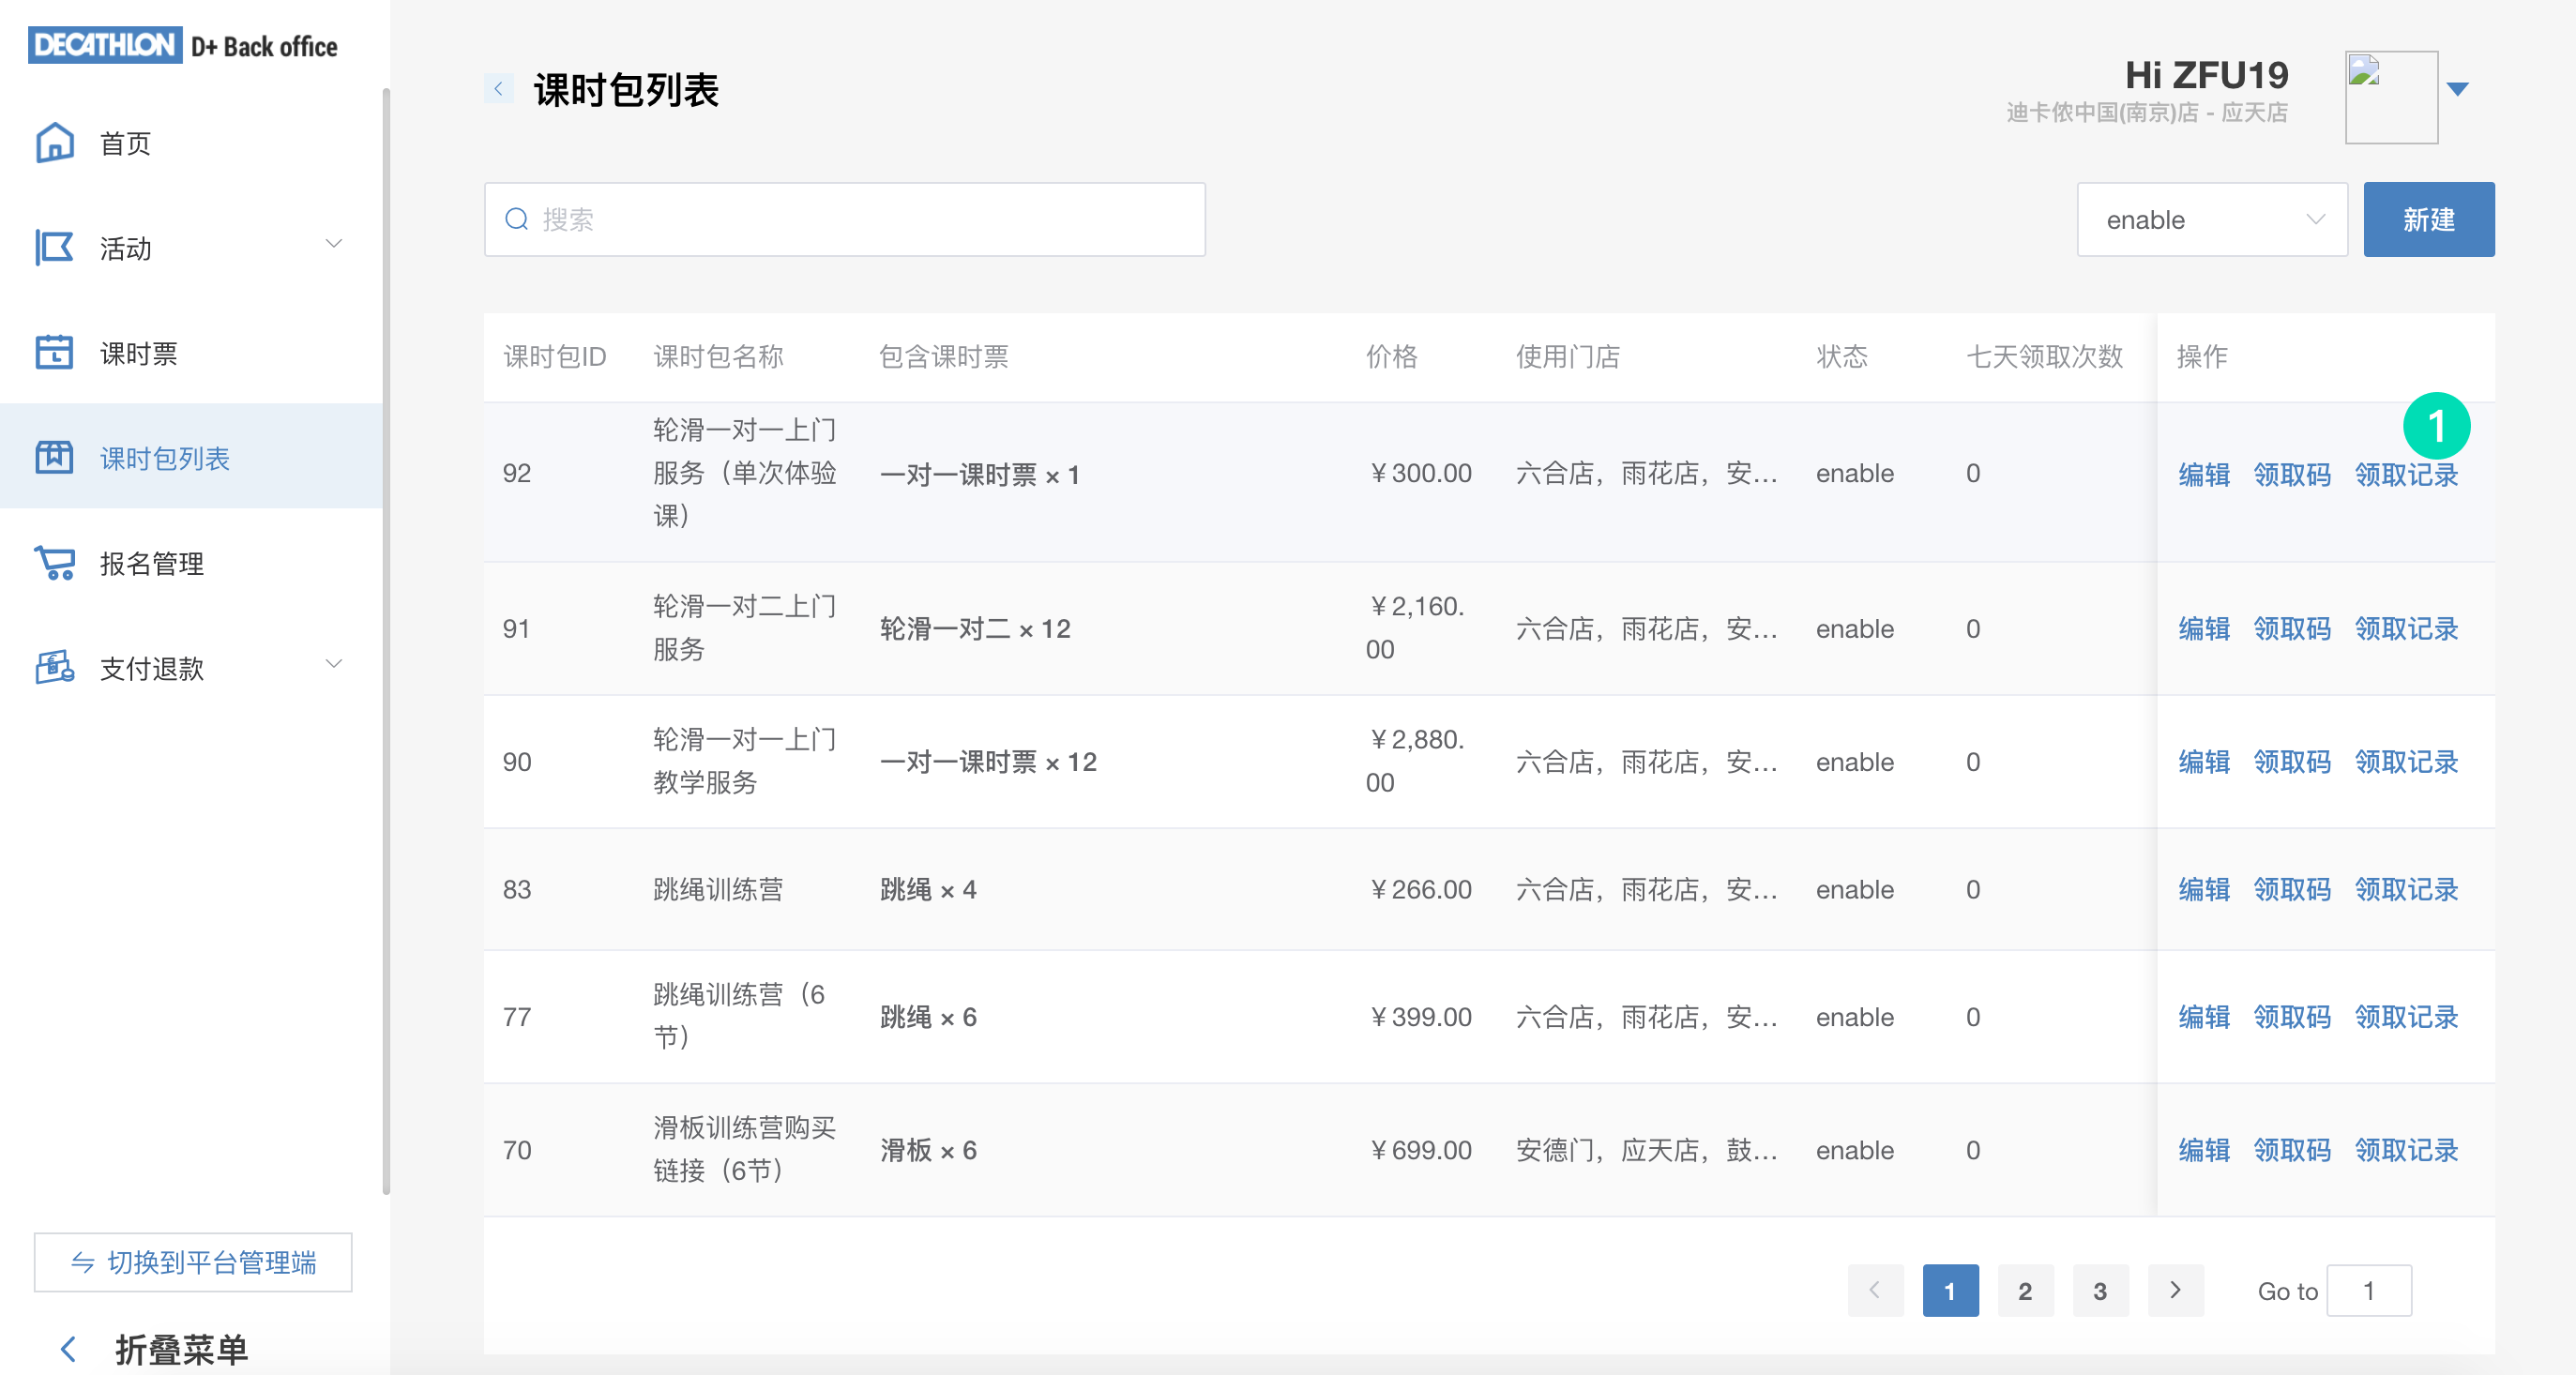 DECATHLON D+ Back office
首页
活动
课时票
课时包列表
报名管理
支付退款
切换到平台管理端
折叠菜单
课时包列表
Hi ZFU19
迪卡侬中国(南京)店 - 应天店
搜索
enable
新建
课时包ID 课时包名称 包含课时票 价格 使用门店 状态 七天领取次数 操作
1
轮滑一对一上门
92 服务（单次体验 一对一课时票 × 1 ￥300.00 六合店，雨花店，安... enable 0 编辑 领取码 领取记录
课）
轮滑一对二上门 ￥2,160.
91 轮滑一对二 × 12 六合店，雨花店，安... enable 0 编辑 领取码 领取记录
服务 00
轮滑一对一上门 ￥2,880.
90 一对一课时票 × 12 六合店，雨花店，安... enable 0 编辑 领取码 领取记录
教学服务 00
83 跳绳训练营 跳绳 × 4 ￥266.00 六合店，雨花店，安... enable 0 编辑 领取码 领取记录
跳绳训练营（6
77 跳绳 × 6 ￥399.00 六合店，雨花店，安... enable 0 编辑 领取码 领取记录
节）
滑板训练营购买
70 滑板 × 6 ￥699.00 安德门，应天店，鼓... enable 0 编辑 领取码 领取记录
链接（6节）
1 2 3 Go to 1